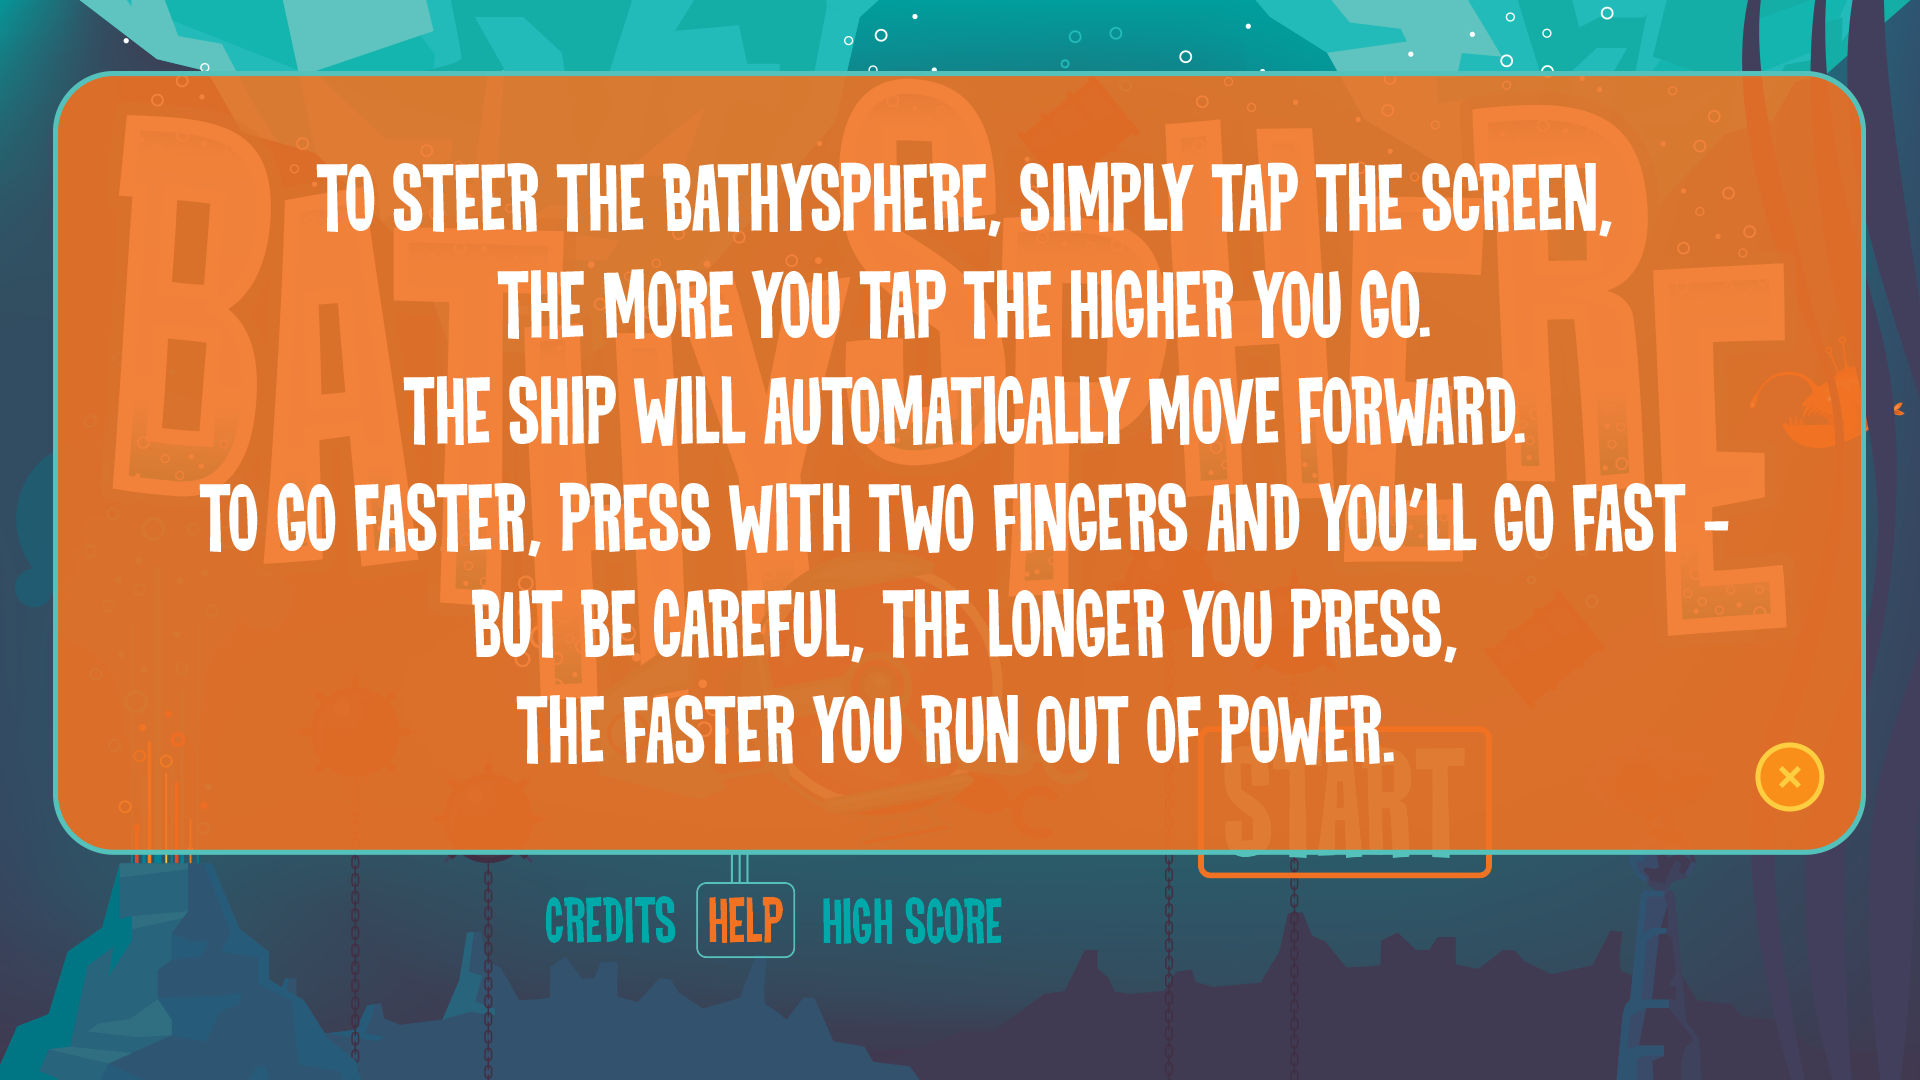 BATHYSPHERE
TO STEER THE BATHYSPHERE, SIMPLY TAP THE SCREEN,
THE MORE YOU TAP THE HIGHER YOU GO.
THE SHIP WILL AUTOMATICALLY MOVE FORWARD.
TO GO FASTER, PRESS WITH TWO FINGERS AND YOU'LL GO FAST –
BUT BE CAREFUL, THE LONGER YOU PRESS,
THE FASTER YOU RUN OUT OF POWER.
START
CREDITS HELP HIGH SCORE